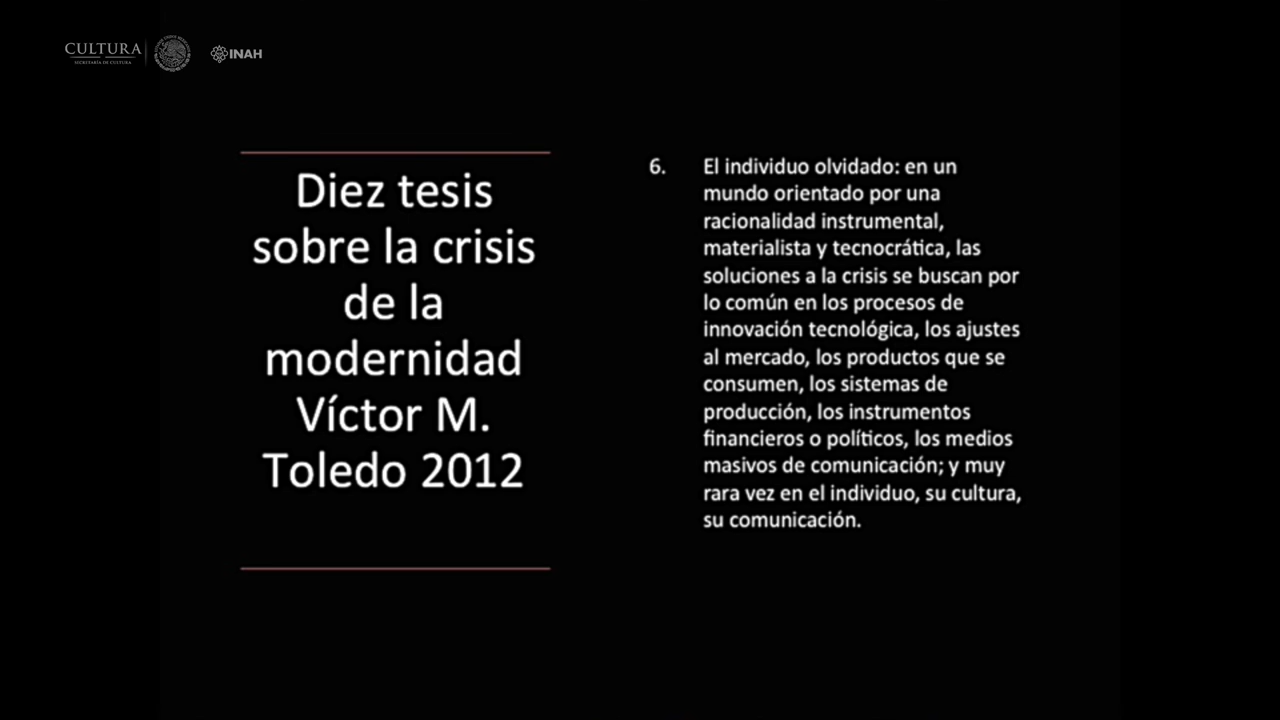 CULTURA
SECRETARÍA DE CULTURA
INAH
Diez tesis
sobre la crisis
de la
modernidad
Víctor M.
Toledo 2012
6. El individuo olvidado: en un
mundo orientado por una
racionalidad instrumental,
materialista y tecnocrática, las
soluciones a la crisis se buscan por
lo común en los procesos de
innovación tecnológica, los ajustes
al mercado, los productos que se
consumen, los sistemas de
producción, los instrumentos
financieros o políticos, los medios
masivos de comunicación; y muy
rara vez en el individuo, su cultura,
su comunicación.